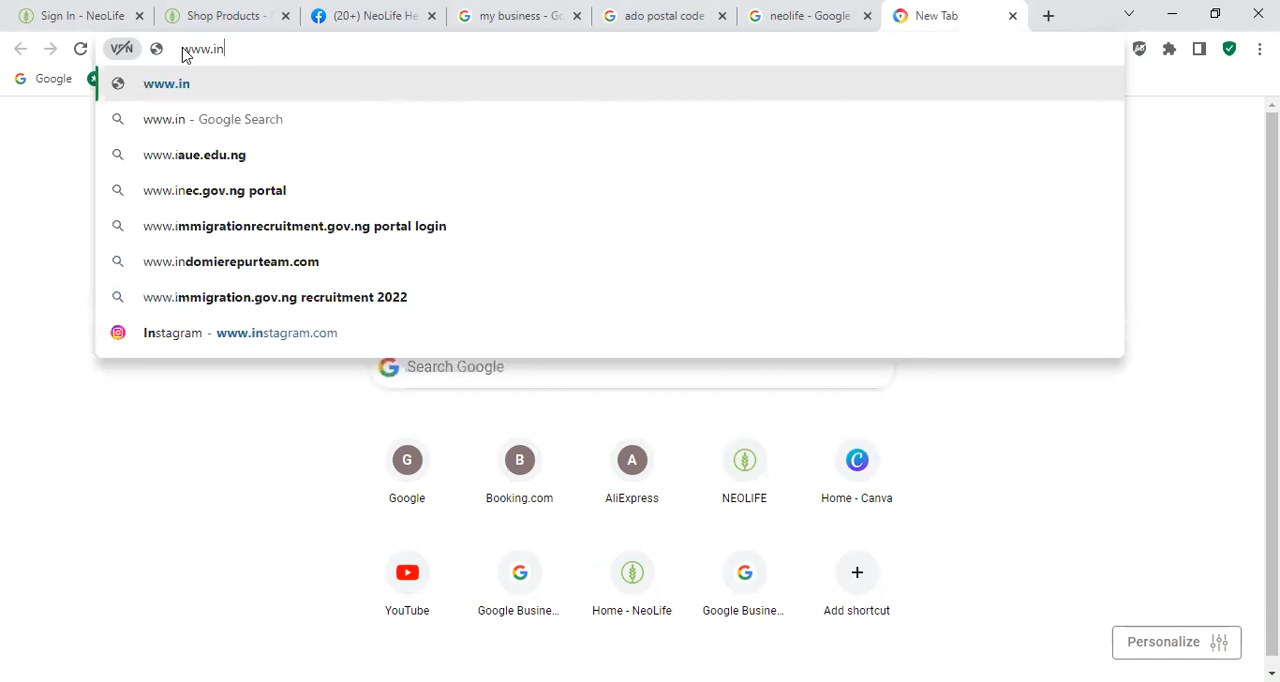 Sign In - NeoLife
Shop Products -
(20+) NeoLife He
my business - Go
ado postal code
neolife - Google
New Tab
VPN
www.in
Google
www.in
www.in - Google Search
www.iaue.edu.ng
www.inec.gov.ng portal
www.immigrationrecruitment.gov.ng portal login
www.indomierepurteam.com
www.immigration.gov.ng recruitment 2022
Instagram - www.instagram.com
Search Google
G
B
A
Google
Booking.com
AliExpress
NEOLIFE
Home - Canva
YouTube
Google Busine...
Home - NeoLife
Google Busine...
Add shortcut
Personalize